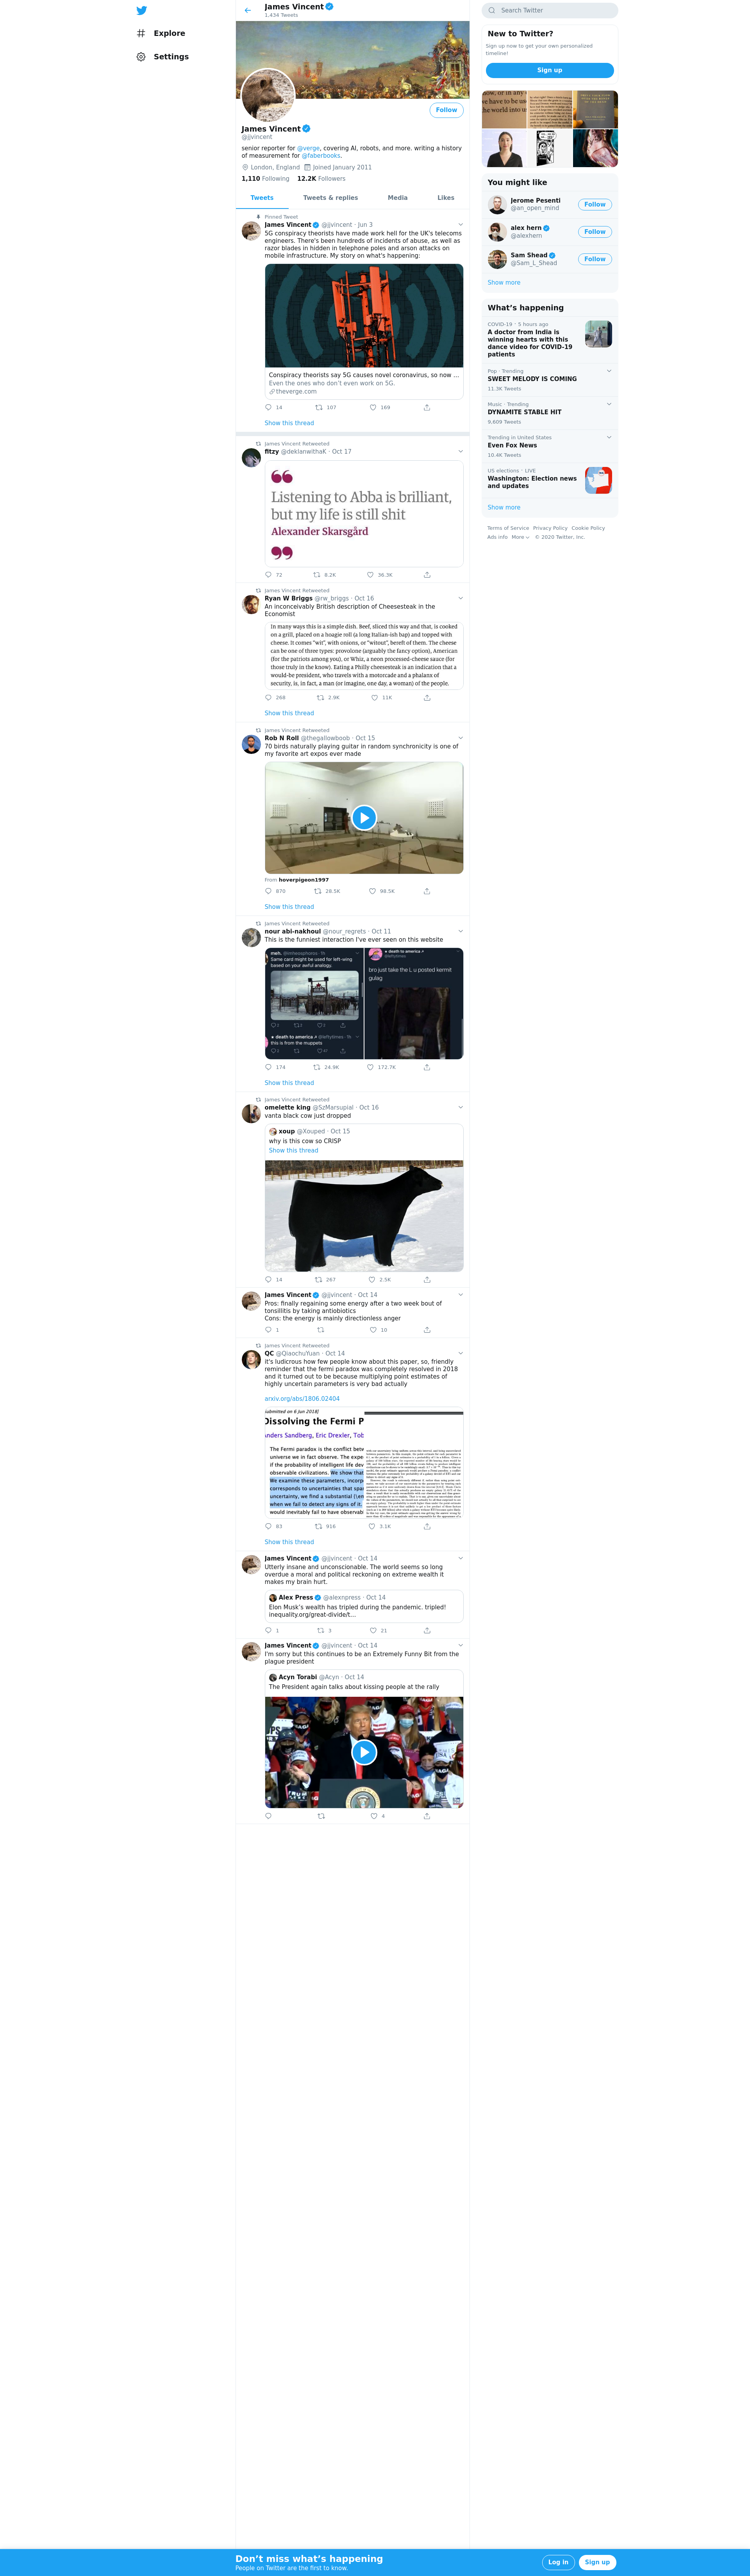 Explore
Settings
James Vincent
1,434 Tweets
Follow
James Vincent
@jjvincent
senior reporter for @verge, covering AI, robots, and more. writing a history
of measurement for @faberbooks.
London, England Joined January 2011
1,110 Following 12.2K Followers
Tweets Tweets & replies Media Likes
Pinned Tweet
James Vincent @jjvincent · Jun 3
5G conspiracy theorists have made work hell for the UK's telecoms
engineers. There's been hundreds of incidents of abuse, as well as
razor blades in hidden in telephone poles and arson attacks on
mobile infrastructure. My story on what's happening:
Conspiracy theorists say 5G causes novel coronavirus, so now ...
Even the ones who don't even work on 5G.
theverge.com
14 107 169
Show this thread
James Vincent Retweeted
fitzy @deklanwithaK · Oct 17
Listening to Abba is brilliant,
but my life is still shit
Alexander Skarsgård
72 8.2K 36.3K
James Vincent Retweeted
Ryan W Briggs @rw_briggs · Oct 16
An inconceivably British description of Cheesesteak in the
Economist
In many ways this is a simple dish. Beef, sliced this way and that, is cooked
on a grill, placed on a hoagie roll (a long Italian-ish bap) and topped with
cheese. It comes "wit", with onions, or "witout", bereft of them. The cheese
can be one of three types: provolone (arguably the fancy option), American
(for the patriots among you), or Whiz, a neon processed-cheese sauce (for
those truly in the know). Eating a Philly cheesesteak is an indication that a
would-be president, who travels with a motorcade and a phalanx of
security, is, in fact, a man (or imagine, one day, a woman) of the people.
268 2.9K 11K
Show this thread
James Vincent Retweeted
Rob N Roll @thegallowboob · Oct 15
70 birds naturally playing guitar in random synchronicity is one of
my favorite art expos ever made
From hoverpigeon1997
870 28.5K 98.5K
Show this thread
James Vincent Retweeted
nour abi-nakhoul @nour_regrets · Oct 11
This is the funniest interaction I've ever seen on this website
meh.
Same card might be used for left-wing
based on your awful analogy.
death to america
this is from the muppets
death to america
bro just take the L u posted kermit
gulag
174 24.9K 172.7K
Show this thread
James Vincent Retweeted
omelette king @SzMarsupial · Oct 16
vanta black cow just dropped
xoup @Xouped · Oct 15
why is this cow so CRISP
Show this thread
14 267 2.5K
James Vincent @jjvincent · Oct 14
Pros: finally regaining some energy after a two week bout of
tonsillitis by taking antiobiotics
Cons: the energy is mainly directionless anger
1 10
James Vincent Retweeted
QC @QiaochuYuan · Oct 14
it's ludicrous how few people know about this paper, so, friendly
reminder that the fermi paradox was completely resolved in 2018
and it turned out to be because multiplying point estimates of
highly uncertain parameters is very bad actually
arxiv.org/abs/1806.02404
submitted on 6 Jun 2018]
Dissolving the Fermi P
Anders Sandberg, Eric Drexler, Tob
The Fermi paradox is the conflict betw
universe we in fact observe. The expe
if the probability of intelligent life dev
observable civilizations. We show that
We examine these parameters, incorp
corresponds to uncertainties that spa
uncertainty, we find a substantial (\en
when we fail to detect any signs of it,
would inevitably fail to have observab
83 916 3.1K
Show this thread
James Vincent @jjvincent · Oct 14
Utterly insane and unconscionable. The world seems so long
overdue a moral and political reckoning on extreme wealth it
makes my brain hurt.
Alex Press @alexnpress · Oct 14
Elon Musk's wealth has tripled during the pandemic. tripled!
inequality.org/great-divide/t...
1 3 21
James Vincent @jjvincent · Oct 14
I'm sorry but this continues to be an Extremely Funny Bit from the
plague president
Acyn Torabi @Acyn · Oct 14
The President again talks about kissing people at the rally
4
Search Twitter
New to Twitter?
Sign up now to get your own personalized
timeline!
Sign up
You might like
Jerome Pesenti
@an_open_mind
Follow
alex hern
@alexhern
Follow
Sam Shead
@Sam_L_Shead
Follow
Show more
What's happening
COVID-19 · 5 hours ago
A doctor from India is
winning hearts with this
dance video for COVID-19
patients
Pop · Trending
SWEET MELODY IS COMING
11.3K Tweets
Music · Trending
DYNAMITE STABLE HIT
9,609 Tweets
Trending in United States
Even Fox News
10.4K Tweets
US elections · LIVE
Washington: Election news
and updates
Show more
Terms of Service Privacy Policy Cookie Policy
Ads info More © 2020 Twitter, Inc.
Don't miss what's happening
People on Twitter are the first to know.
Log in Sign up